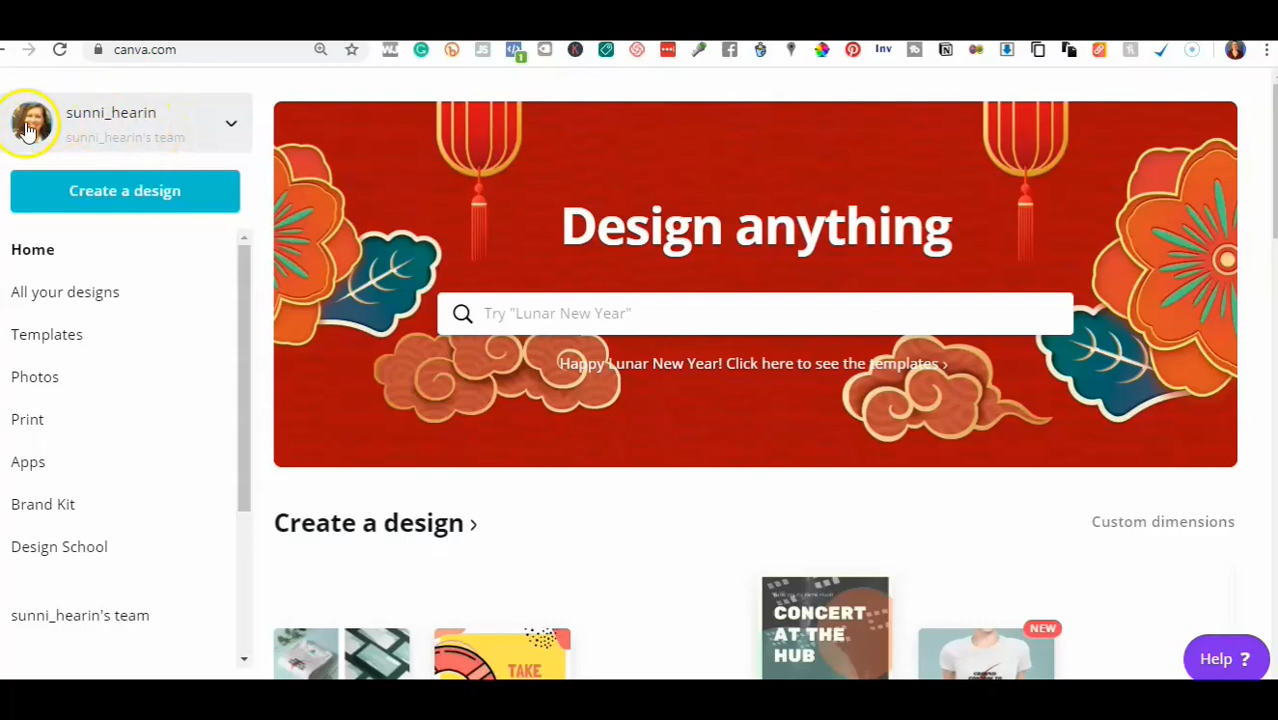 canva.com
Inv
1
sunni_hearin
sunni_hearin's team
Create a design
Home
All your designs
Templates
Photos
Print
Apps
Brand Kit
Design School
sunni_hearin's team
Design anything
Try "Lunar New Year"
Happy Lunar New Year! Click here to see the templates ›
Create a design ›
Custom dimensions
CONCERT
AT THE
HUB
TAKE
NEW
Help ?